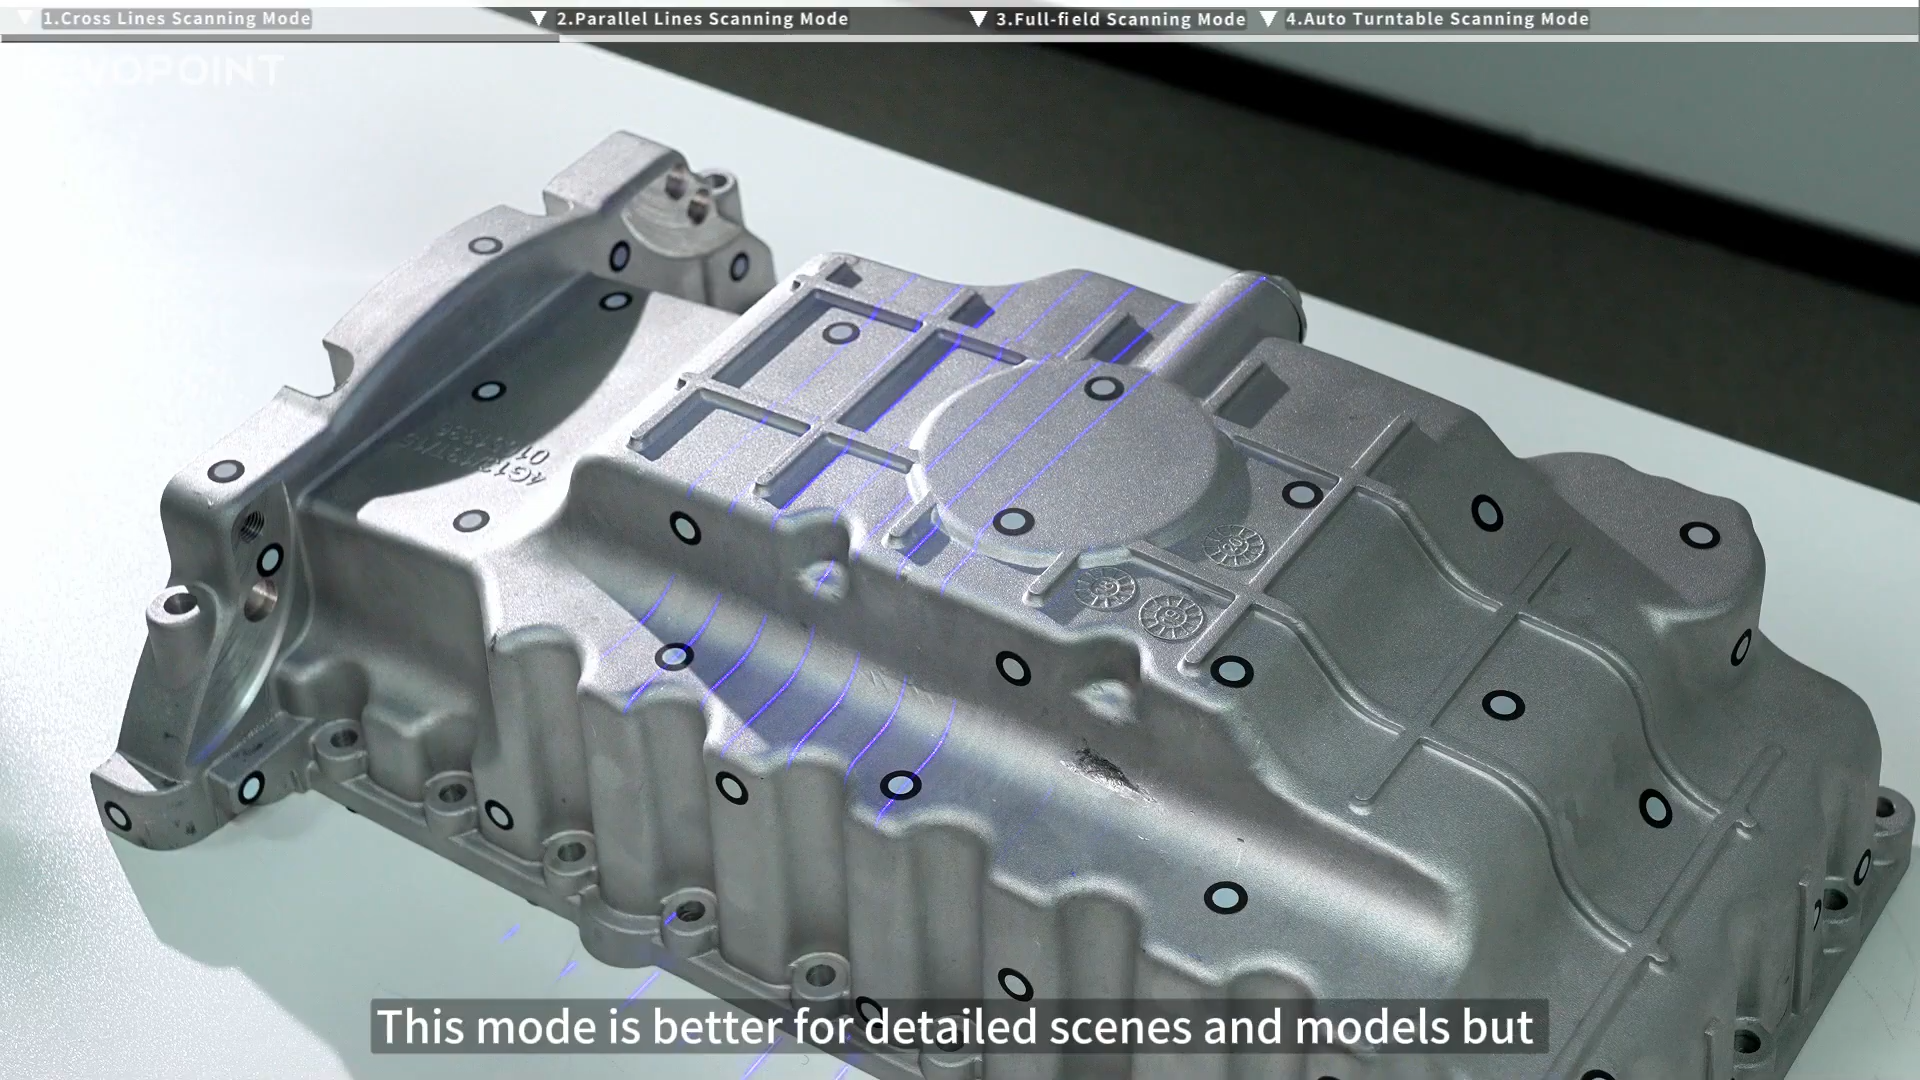 1.Cross Lines Scanning Mode
2.Parallel Lines Scanning Mode
3.Full-field Scanning Mode
4.Auto Turntable Scanning Mode
REVOPOINT
This mode is better for detailed scenes and models but